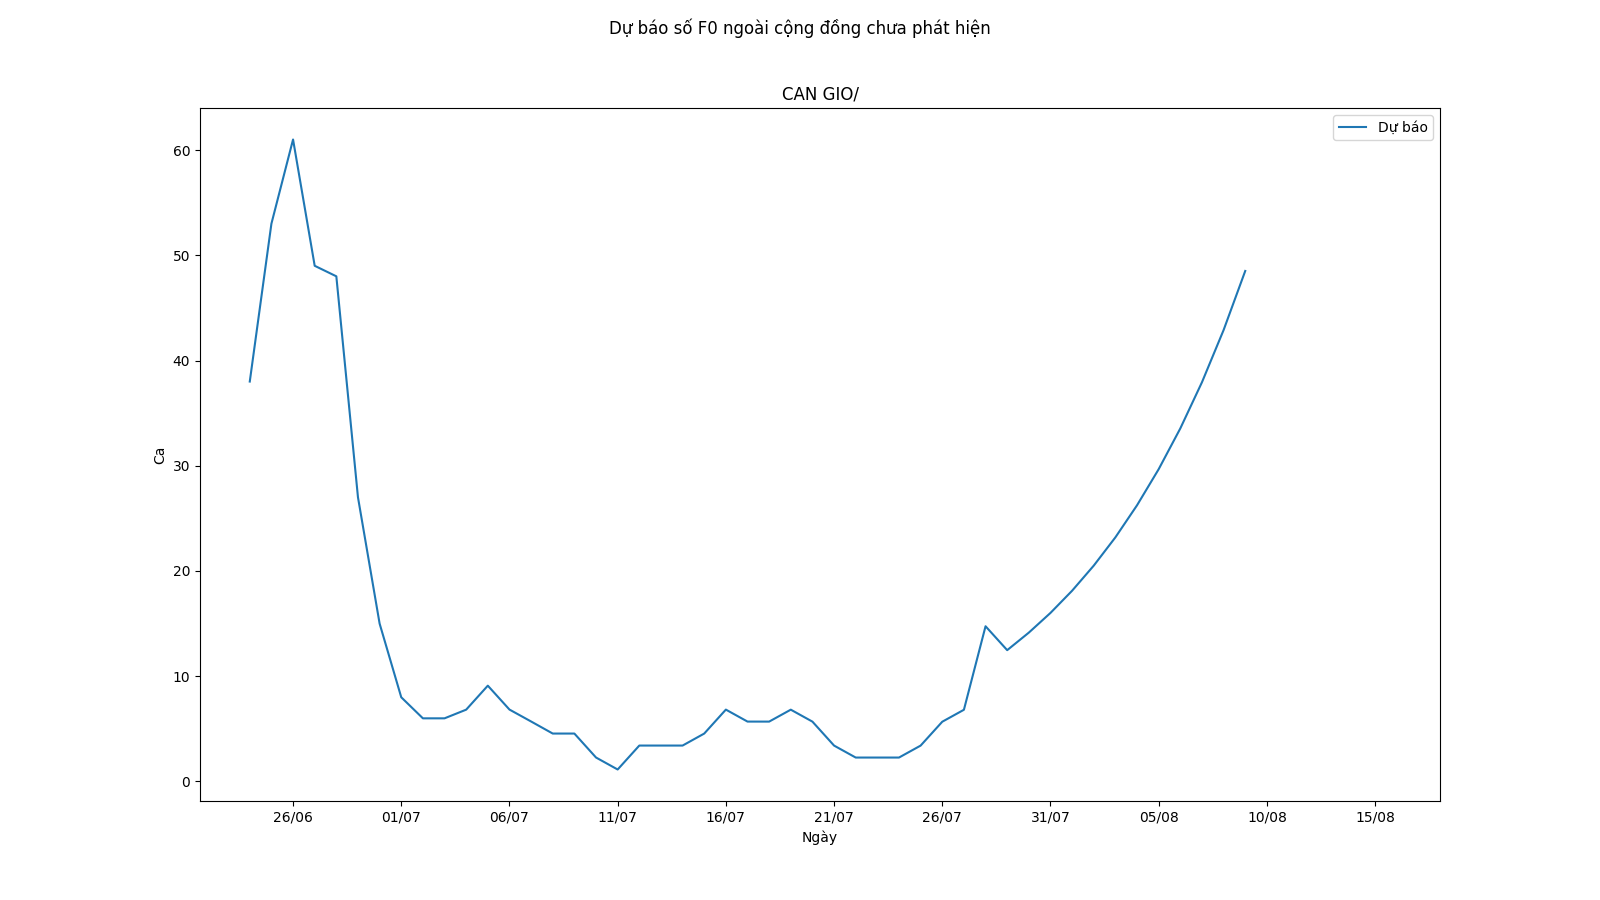 Dự báo số F0 ngoài cộng đồng chưa phát hiện
CAN GIO/
Dự báo
60
50
40
30
20
10
0
Ca
26/06 01/07 06/07 11/07 16/07 21/07 26/07 31/07 05/08 10/08 15/08
Ngày